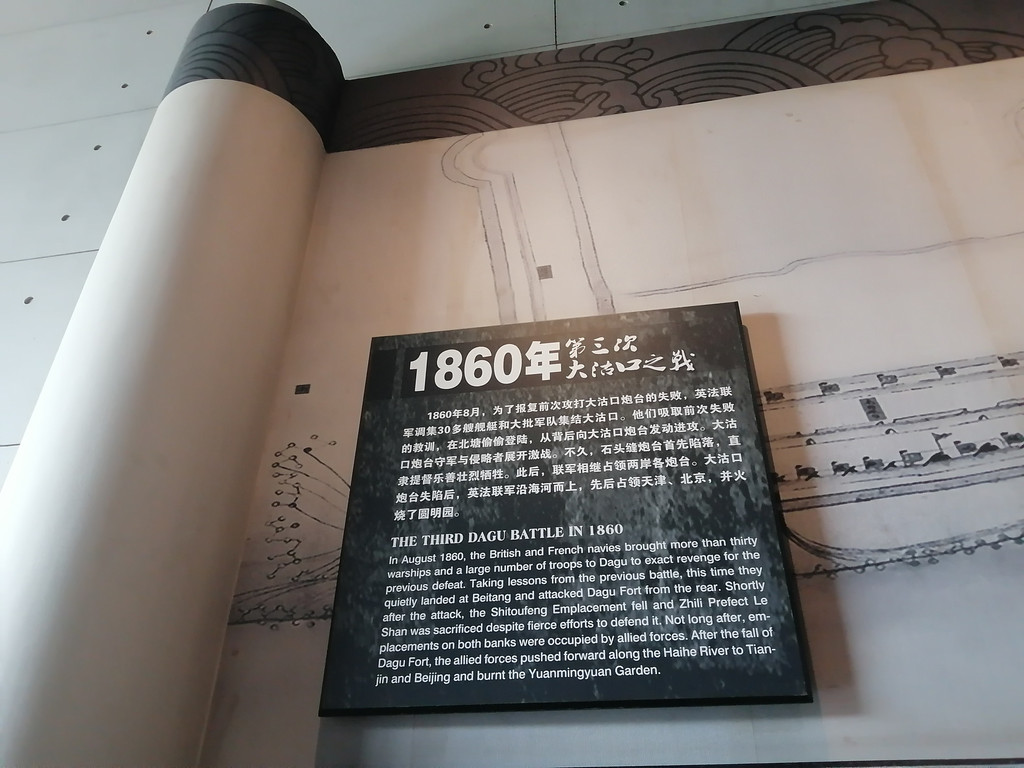 1860年第三次
大沽口之战
1860年8月，为了报复前次攻打大沽口炮台的失败，英法联
军调集30多艘舰艇和大批军队集结大沽口。他们吸取前次失败
的教训，在北塘偷偷登陆，从背后向大沽口炮台发动进攻。大沽
口炮台守军与侵略者展开激战。不久，石头缝炮台首先陷落，直
隶提督乐善壮烈牺牲。此后，联军相继占领两岸各炮台。大沽口
炮台失陷后，英法联军沿海河而上，先后占领天津、北京，并火
烧了圆明园。
THE THIRD DAGU BATTLE IN 1860
In August 1860, the British and French navies brought more than thirty
warships and a large number of troops to Dagu to exact revenge for the
previous defeat. Taking lessons from the previous battle, this time they
quietly landed at Beitang and attacked Dagu Fort from the rear. Shortly
after the attack, the Shitoufeng Emplacement fell and Zhili Prefect Le
Shan was sacrificed despite fierce efforts to defend it. Not long after, em-
placements on both banks were occupied by allied forces. After the fall of
Dagu Fort, the allied forces pushed forward along the Haihe River to Tian-
jin and Beijing and burnt the Yuanmingyuan Garden.